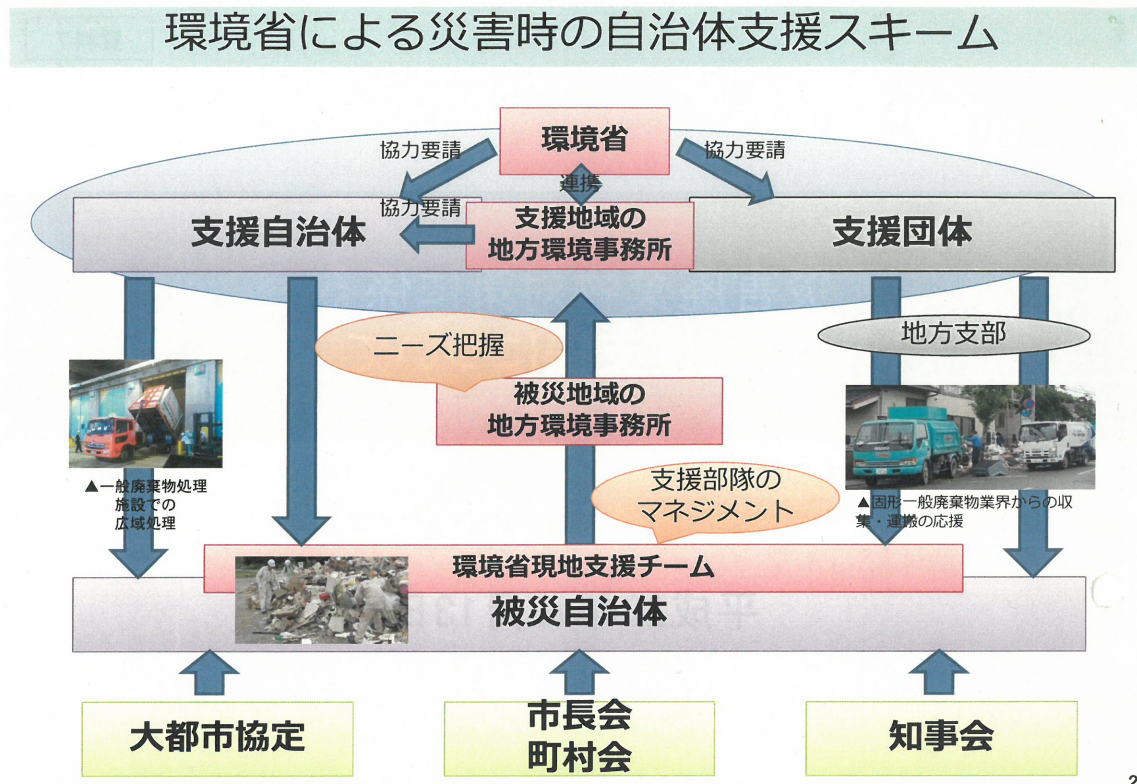 環境省による災害時の自治体支援スキーム
環境省
協力要請
協力要請
連携
協力要請
支援自治体
支援地域の
地方環境事務所
支援団体
ニーズ把握
地方支部
被災地域の
地方環境事務所
▲一般廃棄物処理
施設での
広域処理
支援部隊の
マネジメント
▲固形一般廃棄物業界からの収
集・運搬の応援
環境省現地支援チーム
被災自治体
大都市協定
市長会
町村会
知事会
2